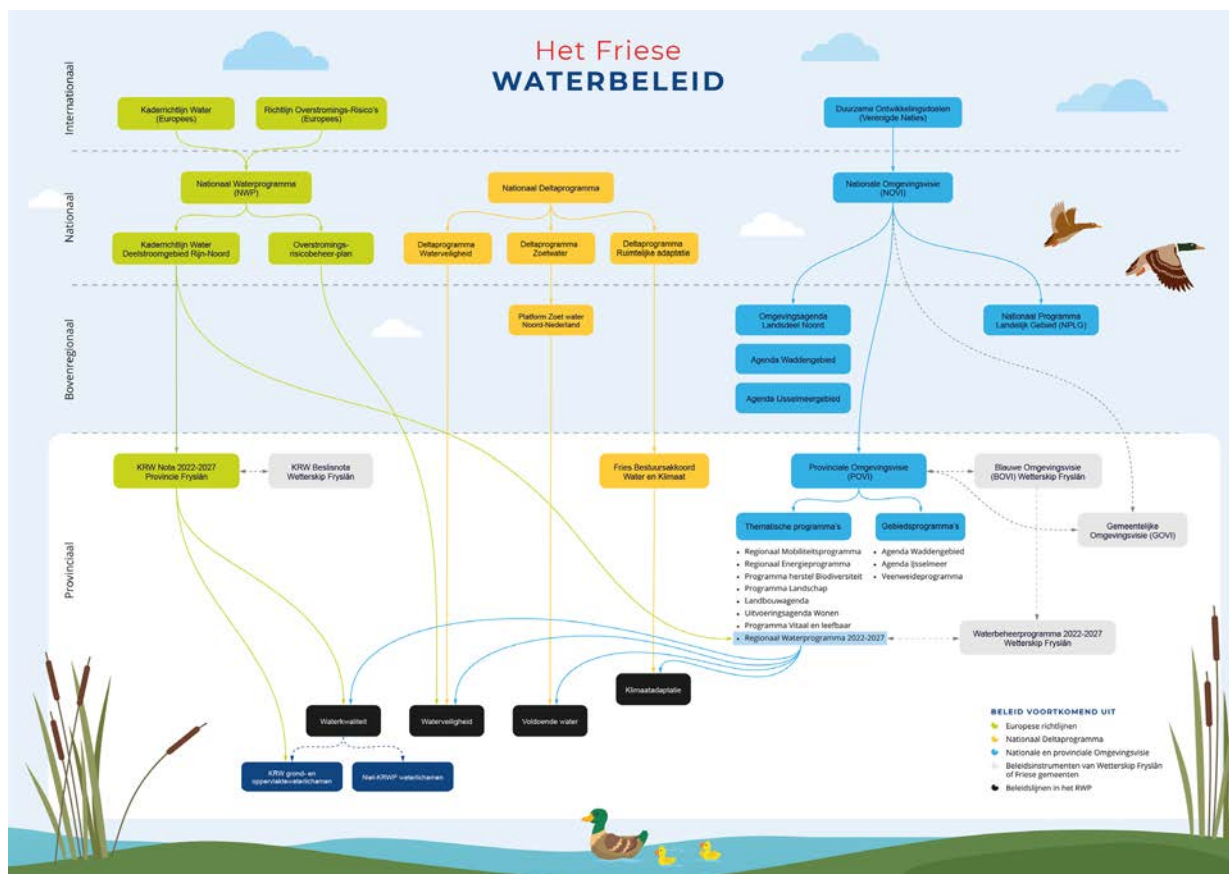 Het Friese
WATERBELEID
Internationaal
Kaderrichtlijn Water
(Europees)
Richtlijn Overstromings-Risico's
(Europees)
Duurzame Ontwikkelingsdoelen
(Verenigde Naties)
Nationaal
Nationaal Waterprogramma
(NWP)
Nationaal Deltaprogramma
Nationale Omgevingsvisie
(NOVI)
Kaderrichtlijn Water
Deelstroomgebied Rijn-Noord
Overstromings-
risicobeheer-plan
Deltaprogramma
Waterveiligheid
Deltaprogramma
Zoetwater
Deltaprogramma
Ruimtelijke adaptatie
Bovenregionaal
Platform Zoet water
Noord-Nederland
Omgevingsagenda
Landsdeel Noord
Nationaal Programma
Landelijk Gebied (NPLG)
Agenda Waddengebied
Agenda IJsselmeergebied
Provinciaal
KRW Nota 2022-2027
Provincie Fryslân
KRW Beslisnota
Wetterskip Fryslân
Fries Bestuursakkoord
Water en Klimaat
Provinciale Omgevingsvisie
(POVI)
Blauwe Omgevingsvisie
(BOVI) Wetterskip Fryslân
Thematische programma's
Gebiedsprogramma's
Gemeentelijke
Omgevingsvisie (GOVI)
• Regionaal Mobiliteitsprogramma
• Regionaal Energieprogramma
• Programma herstel Biodiversiteit
• Programma Landschap
• Landbouwagenda
• Uitvoeringsagenda Wonen
• Programma Vitaal en leefbaar
• Regionaal Waterprogramma 2022-2027
• Agenda Waddengebied
• Agenda IJsselmeer
• Veenweideprogramma
Waterbeheerprogramma 2022-2027
Wetterskip Fryslân
Klimaatadaptatie
Waterkwaliteit
Waterveiligheid
Voldoende water
KRW grond- en
oppervlaktewaterlichamen
Niet-KRWP waterlichamen
BELEID VOORTKOMEND UIT
Europese richtlijnen
Nationaal Deltaprogramma
Nationale en provinciale Omgevingsvisie
Beleidsinstrumenten van Wetterskip Fryslân
of Friese gemeenten
Beleidslijnen in het RWP